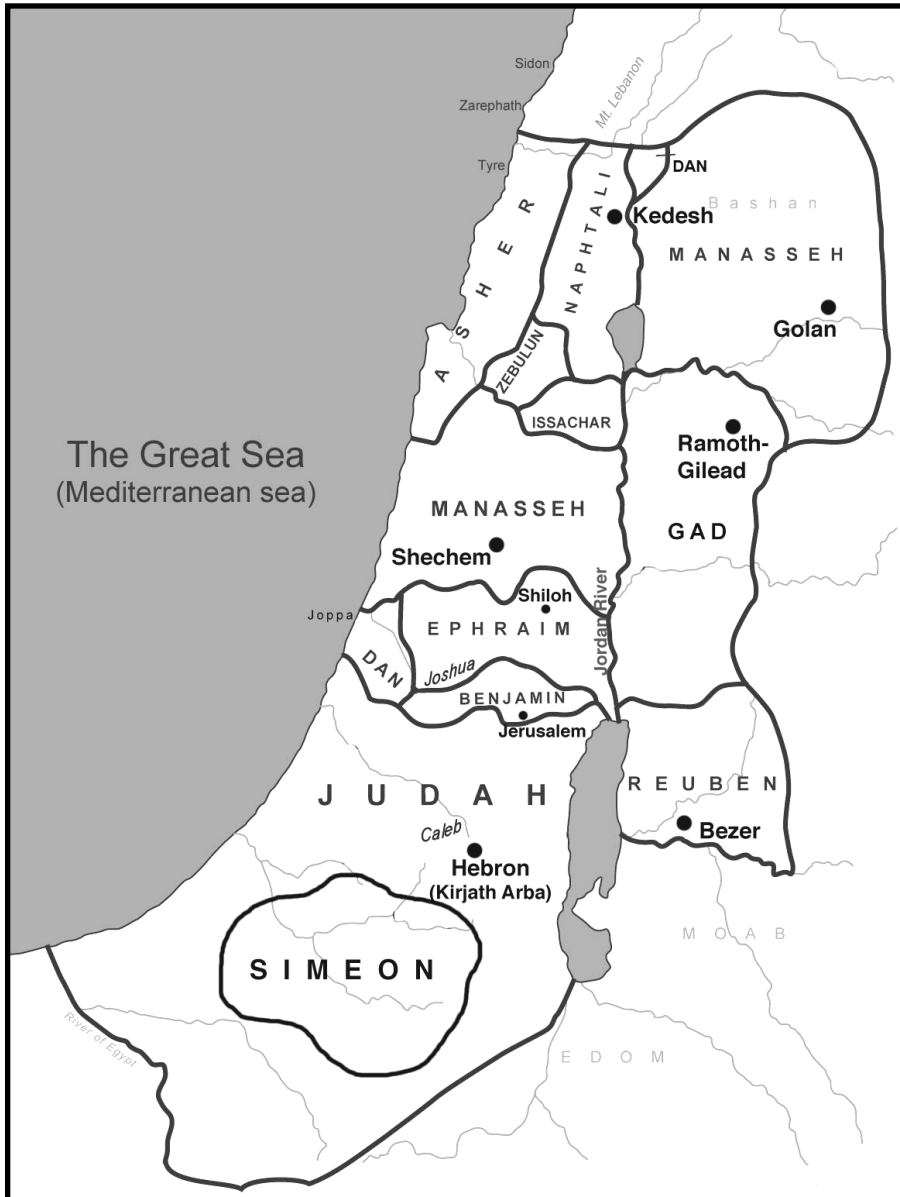 Sidon
Mt. Lebanon
Zarephath
Tyre
DAN
Bashan
ASHER
NAPHTALI
Kedesh
MANASSEH
Golan
ZEBULUN
ISSACHAR
Ramoth-
Gilead
The Great Sea
(Mediterranean sea)
MANASSEH
GAD
Shechem
Shiloh
Jordan River
Joppa
EPHRAIM
DAN
Joshua
BENJAMIN
Jerusalem
JUDAH
REUBEN
Caleb
Bezer
Hebron
(Kirjath Arba)
MOAB
SIMEON
River of Egypt
EDOM